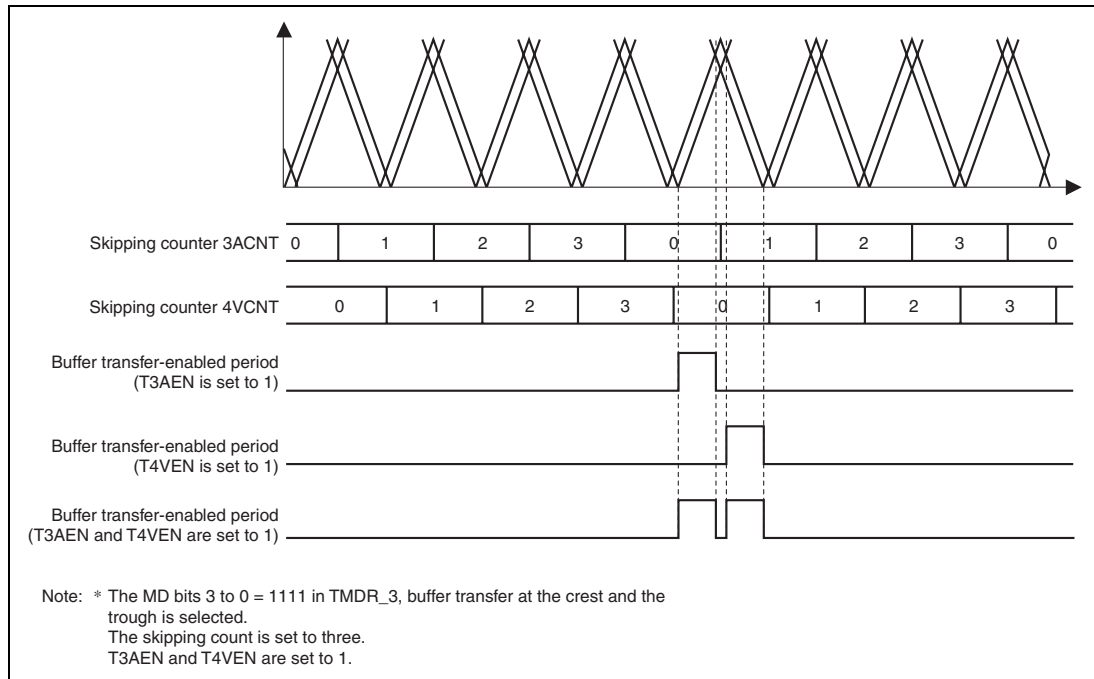 Skipping counter 3ACNT 0 1 2 3 0 1 2 3 0
Skipping counter 4VCNT 0 1 2 3 0 1 2 3
Buffer transfer-enabled period
(T3AEN is set to 1)
Buffer transfer-enabled period
(T4VEN is set to 1)
Buffer transfer-enabled period
(T3AEN and T4VEN are set to 1)
Note: * The MD bits 3 to 0 = 1111 in TMDR_3, buffer transfer at the crest and the
trough is selected.
The skipping count is set to three.
T3AEN and T4VEN are set to 1.